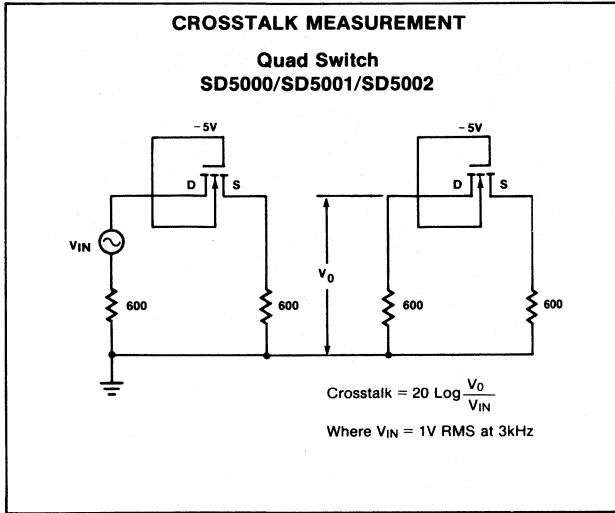 CROSSTALK MEASUREMENT
Quad Switch
SD5000/SD5001/SD5002
–5V
D S
VIN
600
600
V0
–5V
D S
600
600
Crosstalk = 20 Log V0/VIN
Where VIN = 1V RMS at 3kHz